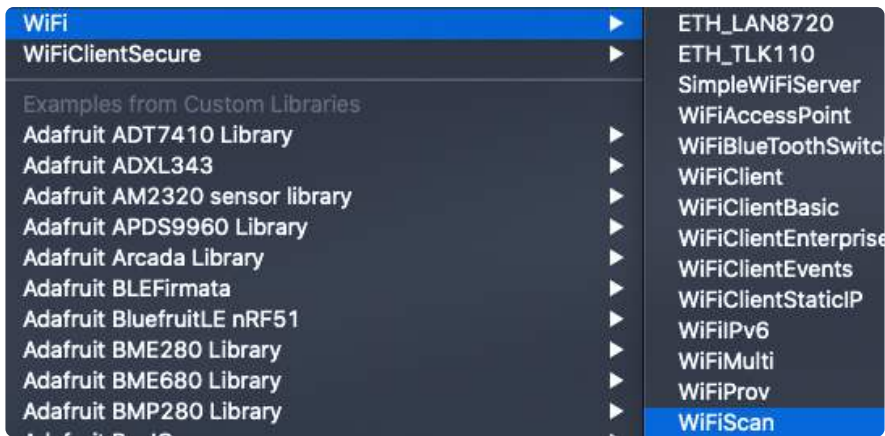 WiFi
WiFiClientSecure
Examples from Custom Libraries
Adafruit ADT7410 Library
Adafruit ADXL343
Adafruit AM2320 sensor library
Adafruit APDS9960 Library
Adafruit Arcada Library
Adafruit BLEFirmata
Adafruit BluefruitLE nRF51
Adafruit BME280 Library
Adafruit BME680 Library
Adafruit BMP280 Library
ETH_LAN8720
ETH_TLK110
SimpleWiFiServer
WiFiAccessPoint
WiFiBlueToothSwitc
WiFiClient
WiFiClientBasic
WiFiClientEnterprise
WiFiClientEvents
WiFiClientStaticIP
WiFiIPv6
WiFiMulti
WiFiProv
WiFiScan